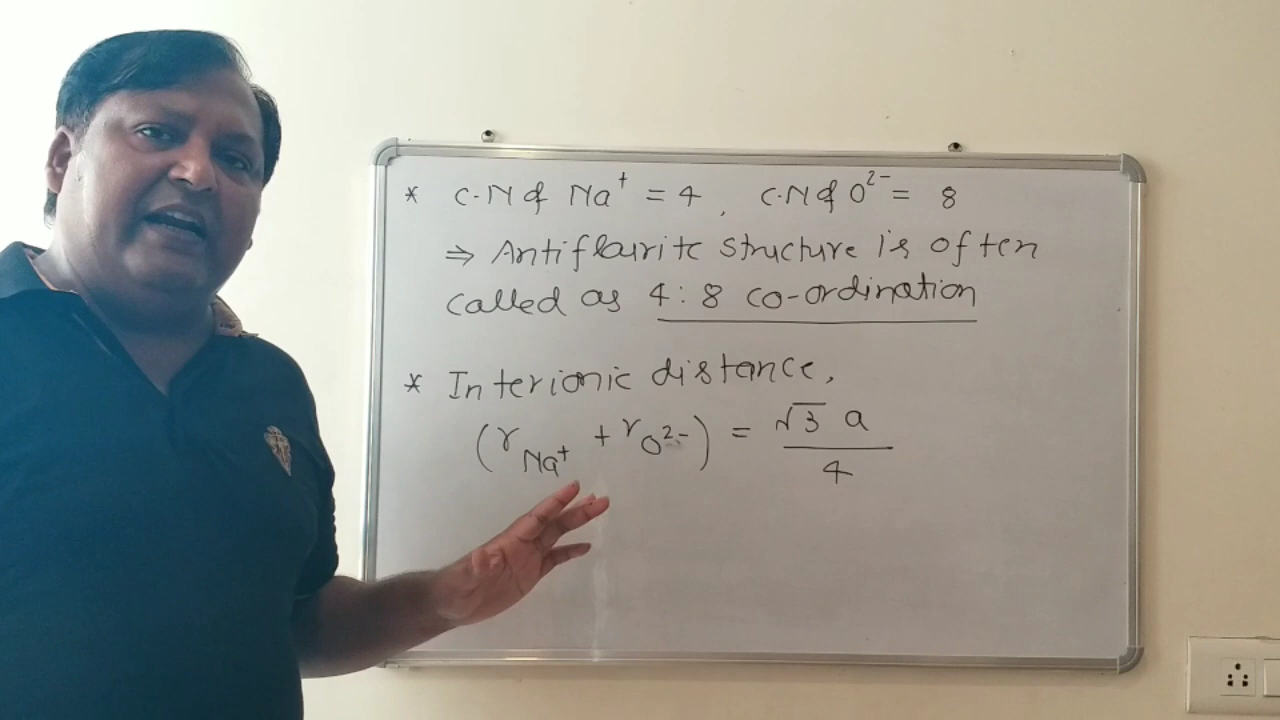 * C.N of Na⁺ = 4, C.N of O²⁻ = 8
⇒ Antiflourite structure is often
called as 4:8 co-ordination
* Interionic distance,
(r_Na⁺ + r_O²⁻) = √3 a / 4